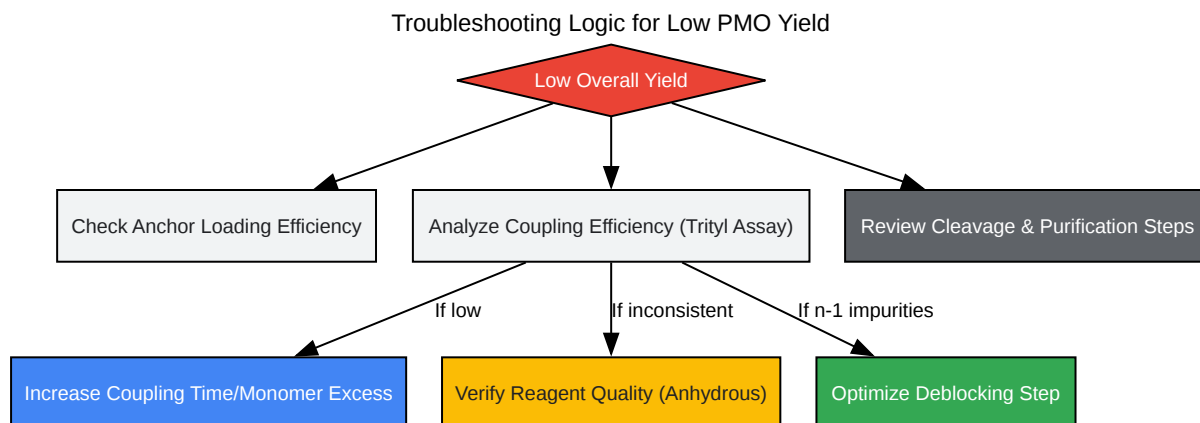 Troubleshooting Logic for Low PMO Yield
Low Overall Yield
Check Anchor Loading Efficiency
Analyze Coupling Efficiency (Trityl Assay)
Review Cleavage & Purification Steps
If low
If inconsistent
If n-1 impurities
Increase Coupling Time/Monomer Excess
Verify Reagent Quality (Anhydrous)
Optimize Deblocking Step